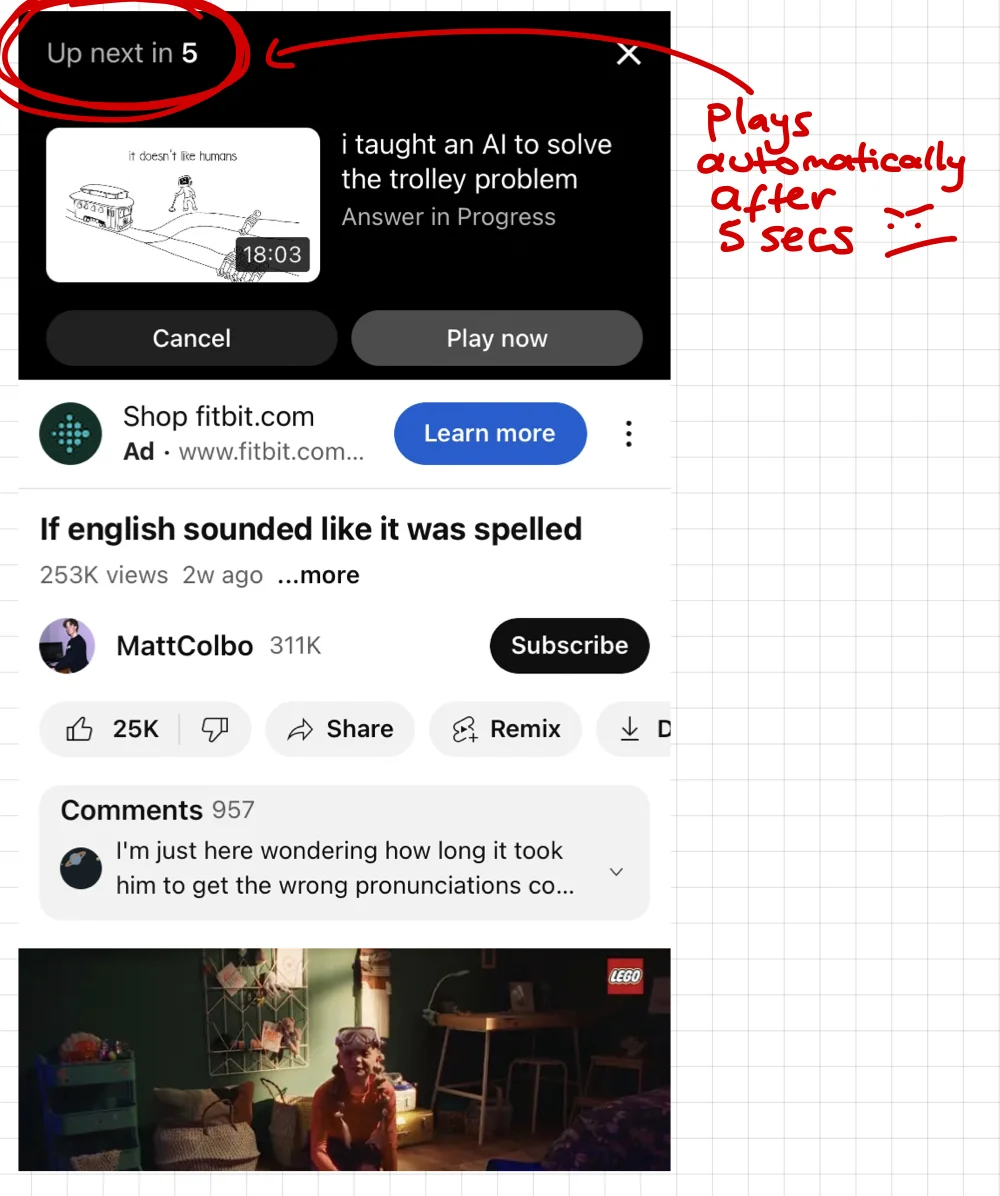 Up next in 5
plays
automatically
after
5 secs
it doesn't like humans
18:03
i taught an AI to solve
the trolley problem
Answer in Progress
Cancel
Play now
Shop fitbit.com
Ad · www.fitbit.com...
Learn more
If english sounded like it was spelled
253K views 2w ago ...more
MattColbo 311K
Subscribe
25K
Share
Remix
D
Comments 957
I'm just here wondering how long it took
him to get the wrong pronunciations co...
LEGO